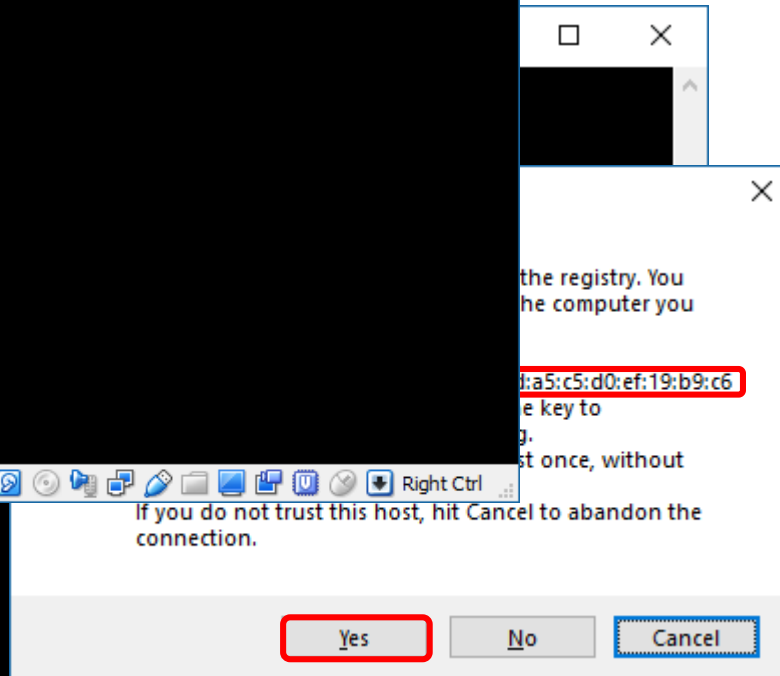 the registry. You
he computer you
:a5:c5:d0:ef:19:b9:c6
e key to
g.
st once, without
Right Ctrl
If you do not trust this host, hit Cancel to abandon the
connection.
Yes
No
Cancel